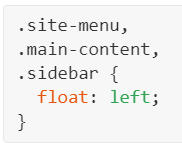 .site-menu,
.main-content,
.sidebar {
  float: left;
}